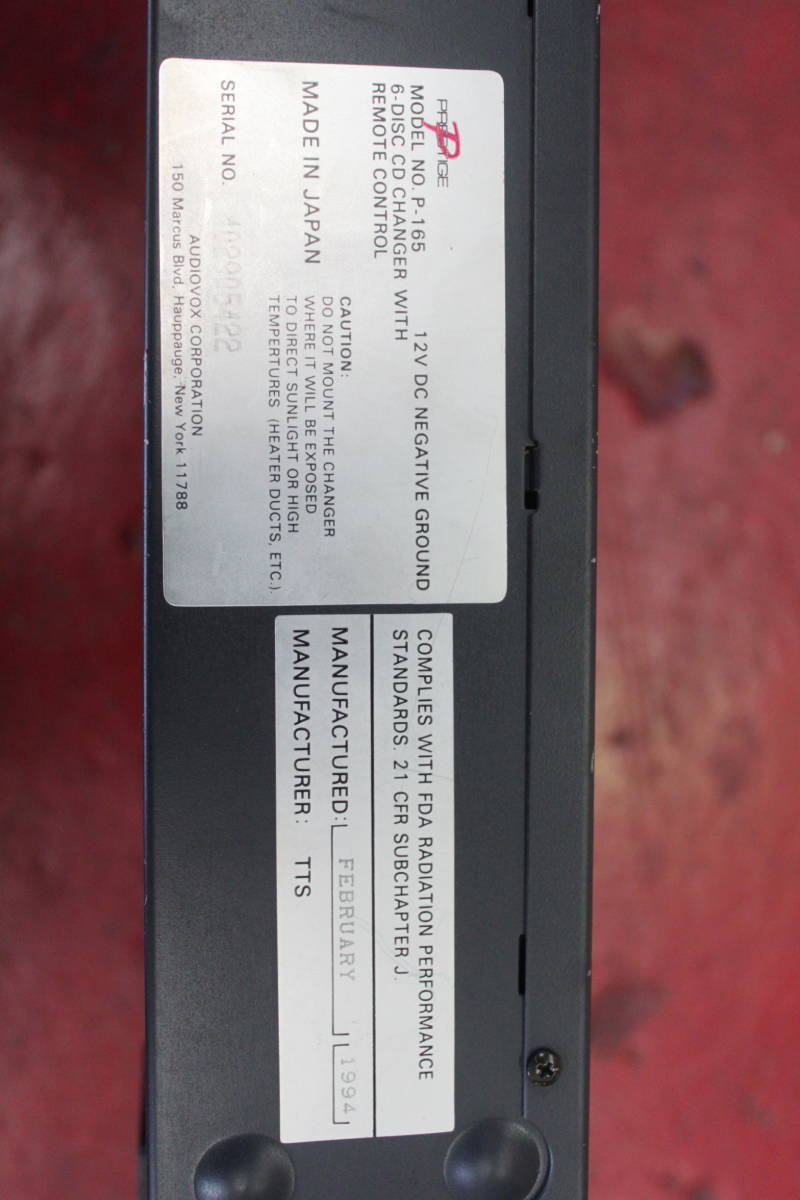 PRESTIGE
MODEL NO. P-165 12V DC NEGATIVE GROUND
6-DISC CD CHANGER WITH
REMOTE CONTROL
MADE IN JAPAN
CAUTION:
DO NOT MOUNT THE CHANGER
WHERE IT WILL BE EXPOSED
TO DIRECT SUNLIGHT OR HIGH
TEMPERTURES (HEATER DUCTS, ETC.).
SERIAL NO. 402905422
AUDIOVOX CORPORATION
150 Marcus Blvd, Hauppauge, New York 11788
COMPLIES WITH FDA RADIATION PERFORMANCE
STANDARDS. 21 CFR SUBCHAPTER J.
MANUFACTURED: FEBRUARY 1994
MANUFACTURER: TTS